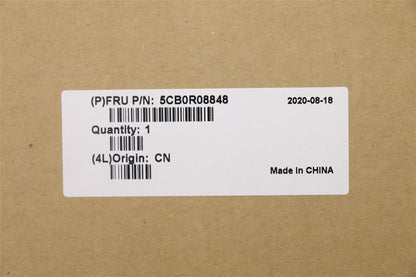 (P)FRU P/N: 5CB0R08848 2020-08-18
Quantity: 1
(4L)Origin: CN
Made in CHINA